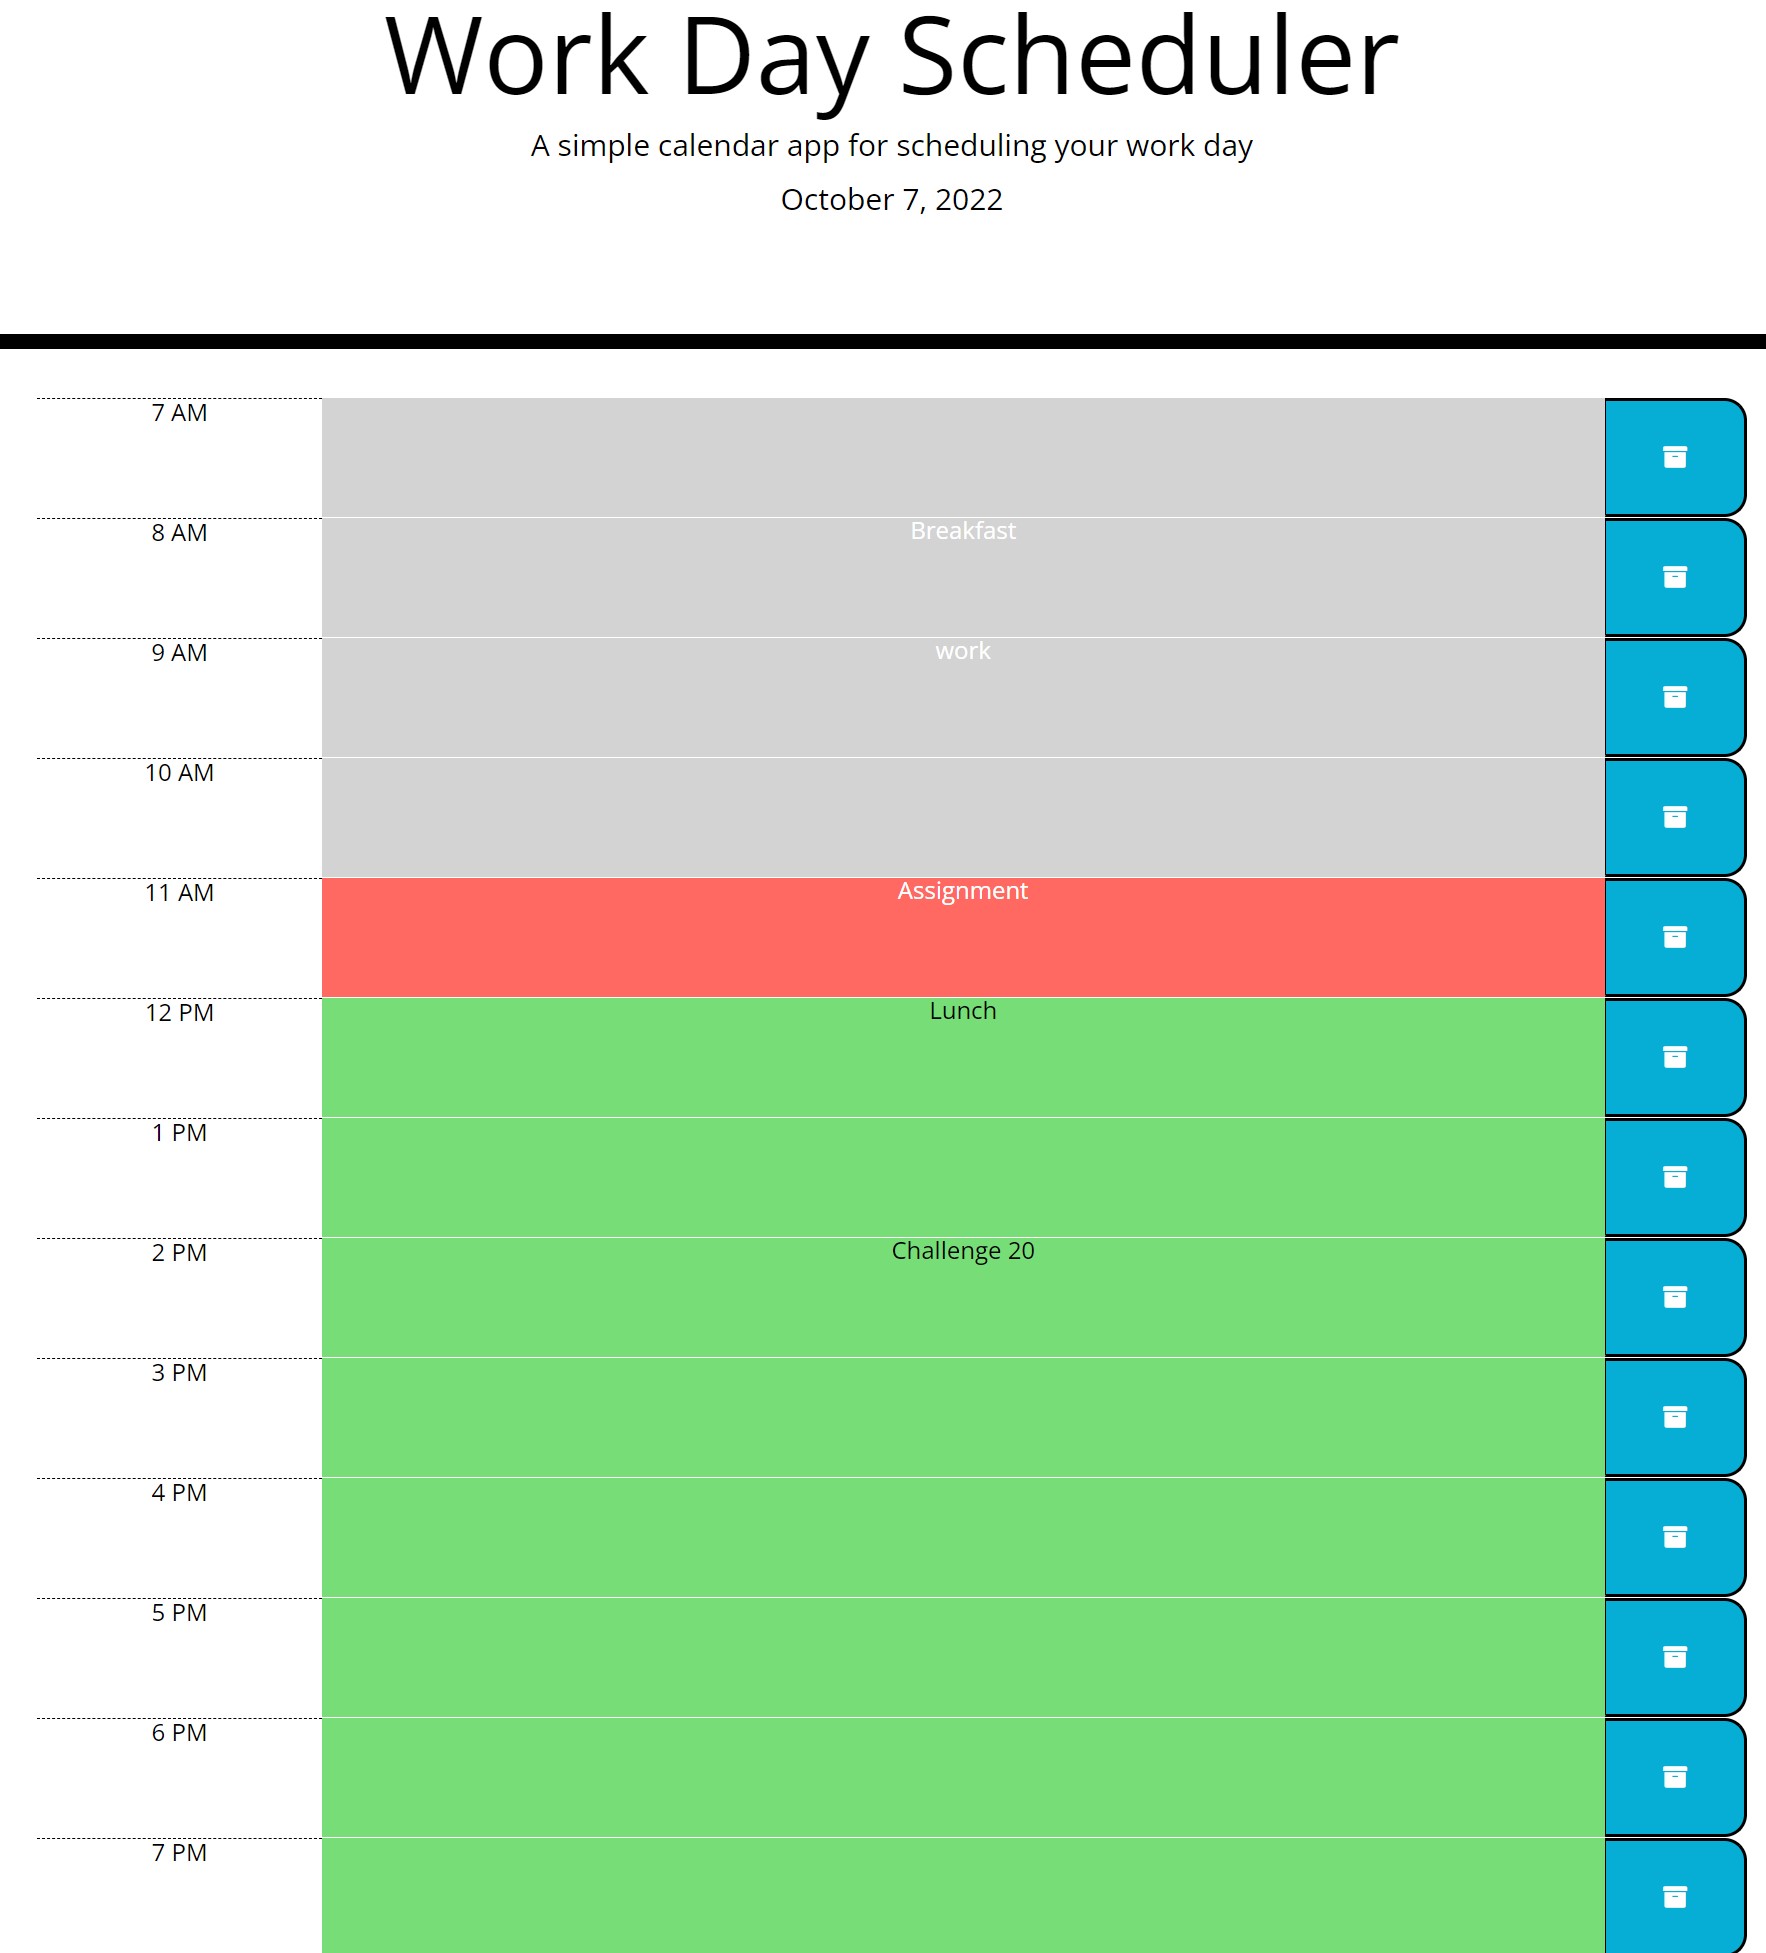 Work Day Scheduler
A simple calendar app for scheduling your work day
October 7, 2022
7 AM
8 AM Breakfast
9 AM work
10 AM
11 AM Assignment
12 PM Lunch
1 PM
2 PM Challenge 20
3 PM
4 PM
5 PM
6 PM
7 PM